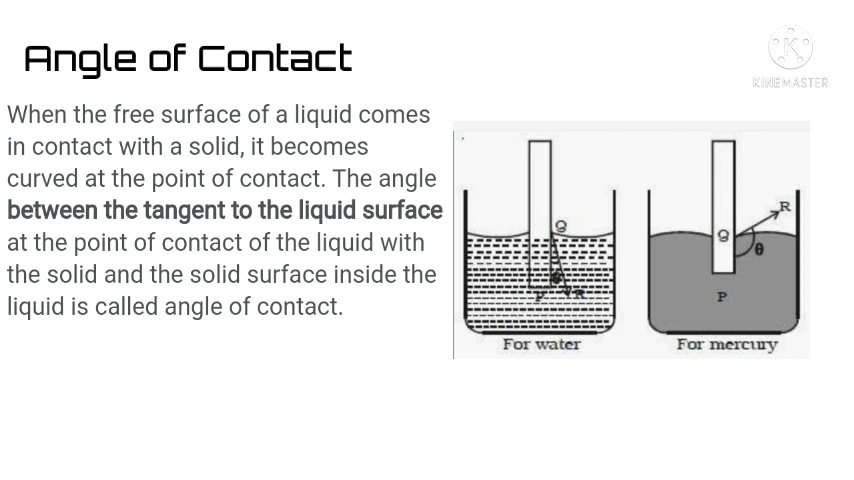 Angle of Contact
KINEMASTER
When the free surface of a liquid comes
in contact with a solid, it becomes
curved at the point of contact. The angle
between the tangent to the liquid surface
at the point of contact of the liquid with
the solid and the solid surface inside the
liquid is called angle of contact.
Q
θ
P
R
For water
R
Q
θ
P
For mercury